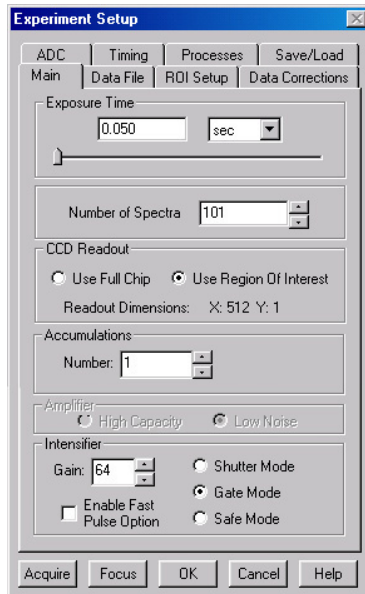 Experiment Setup
ADC Timing Processes Save/Load
Main Data File ROI Setup Data Corrections
Exposure Time
0.050 sec
Number of Spectra 101
CCD Readout
Use Full Chip Use Region Of Interest
Readout Dimensions: X: 512 Y: 1
Accumulations
Number: 1
Amplifier
High Capacity Low Noise
Intensifier
Gain: 64 Shutter Mode
Gate Mode
Enable Fast
Pulse Option Safe Mode
Acquire Focus OK Cancel Help